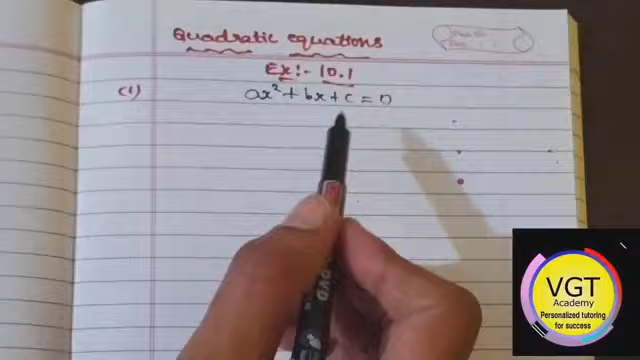 Quadratic equations
Ex:- 10.1
(1) ax² + bx + c = 0
VGT
Academy
Personalized tutoring
for success